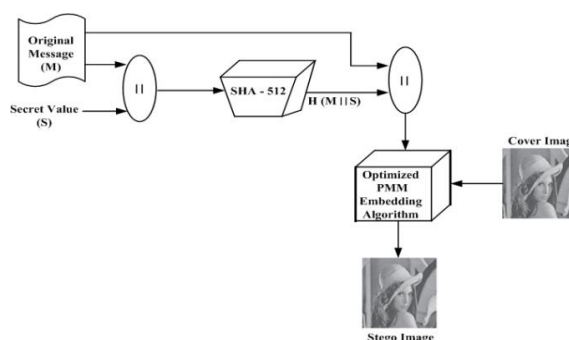 Original
Message
(M)
||
SHA - 512
H (M || S)
||
Secret Value
(S)
Cover Imag
Optimized
PMM
Embedding
Algorithm
Stego Image